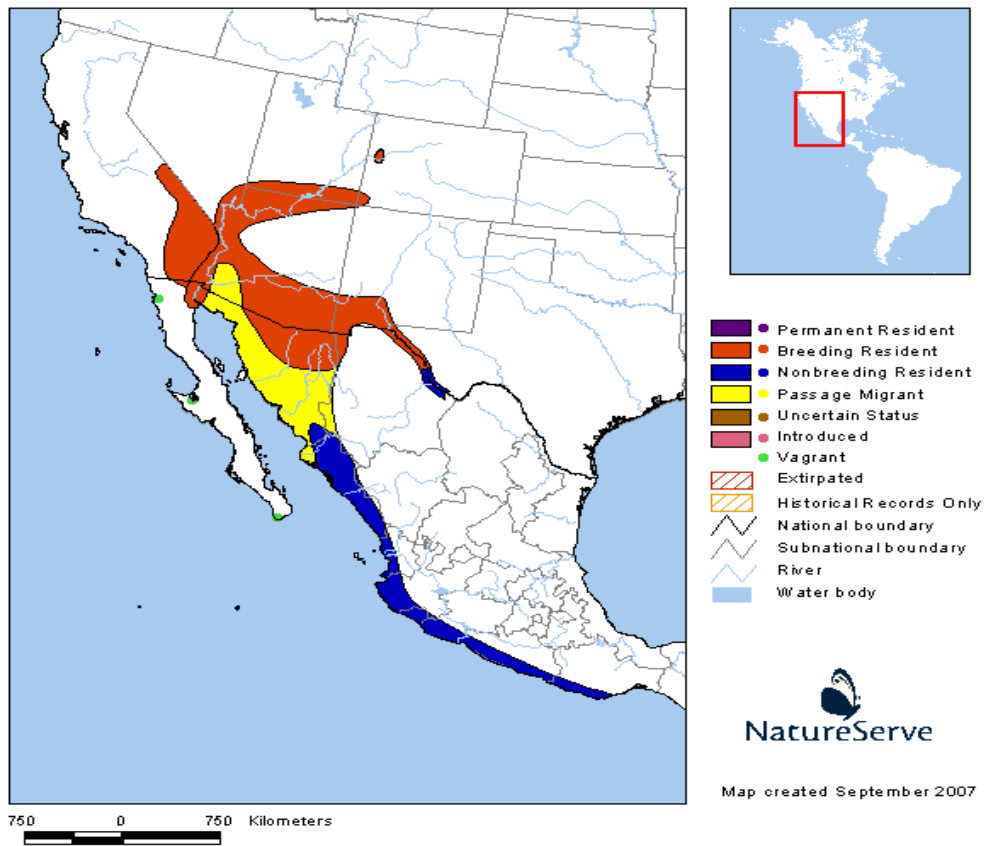 Permanent Resident
Breeding Resident
Nonbreeding Resident
Passage Migrant
Uncertain Status
Introduced
Vagrant
Extirpated
Historical Records Only
National boundary
Subnational boundary
River
Water body
NatureServe
Map created September 2007
750 0 750 Kilometers